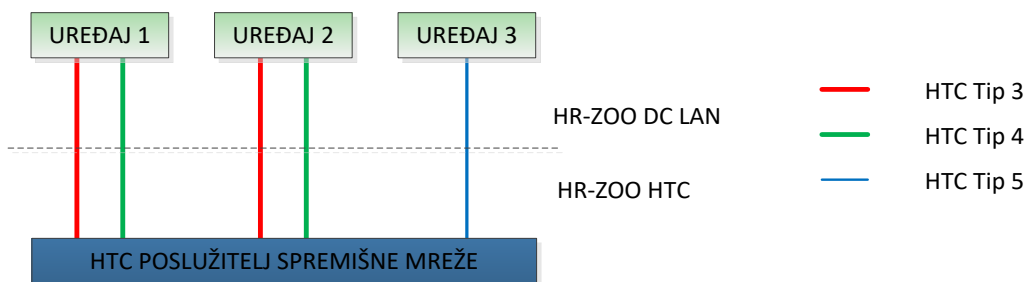 UREĐAJ 1
UREĐAJ 2
UREĐAJ 3
HR-ZOO DC LAN
HR-ZOO HTC
HTC POSLUŽITELJ SPREMIŠNE MREŽE
HTC Tip 3
HTC Tip 4
HTC Tip 5